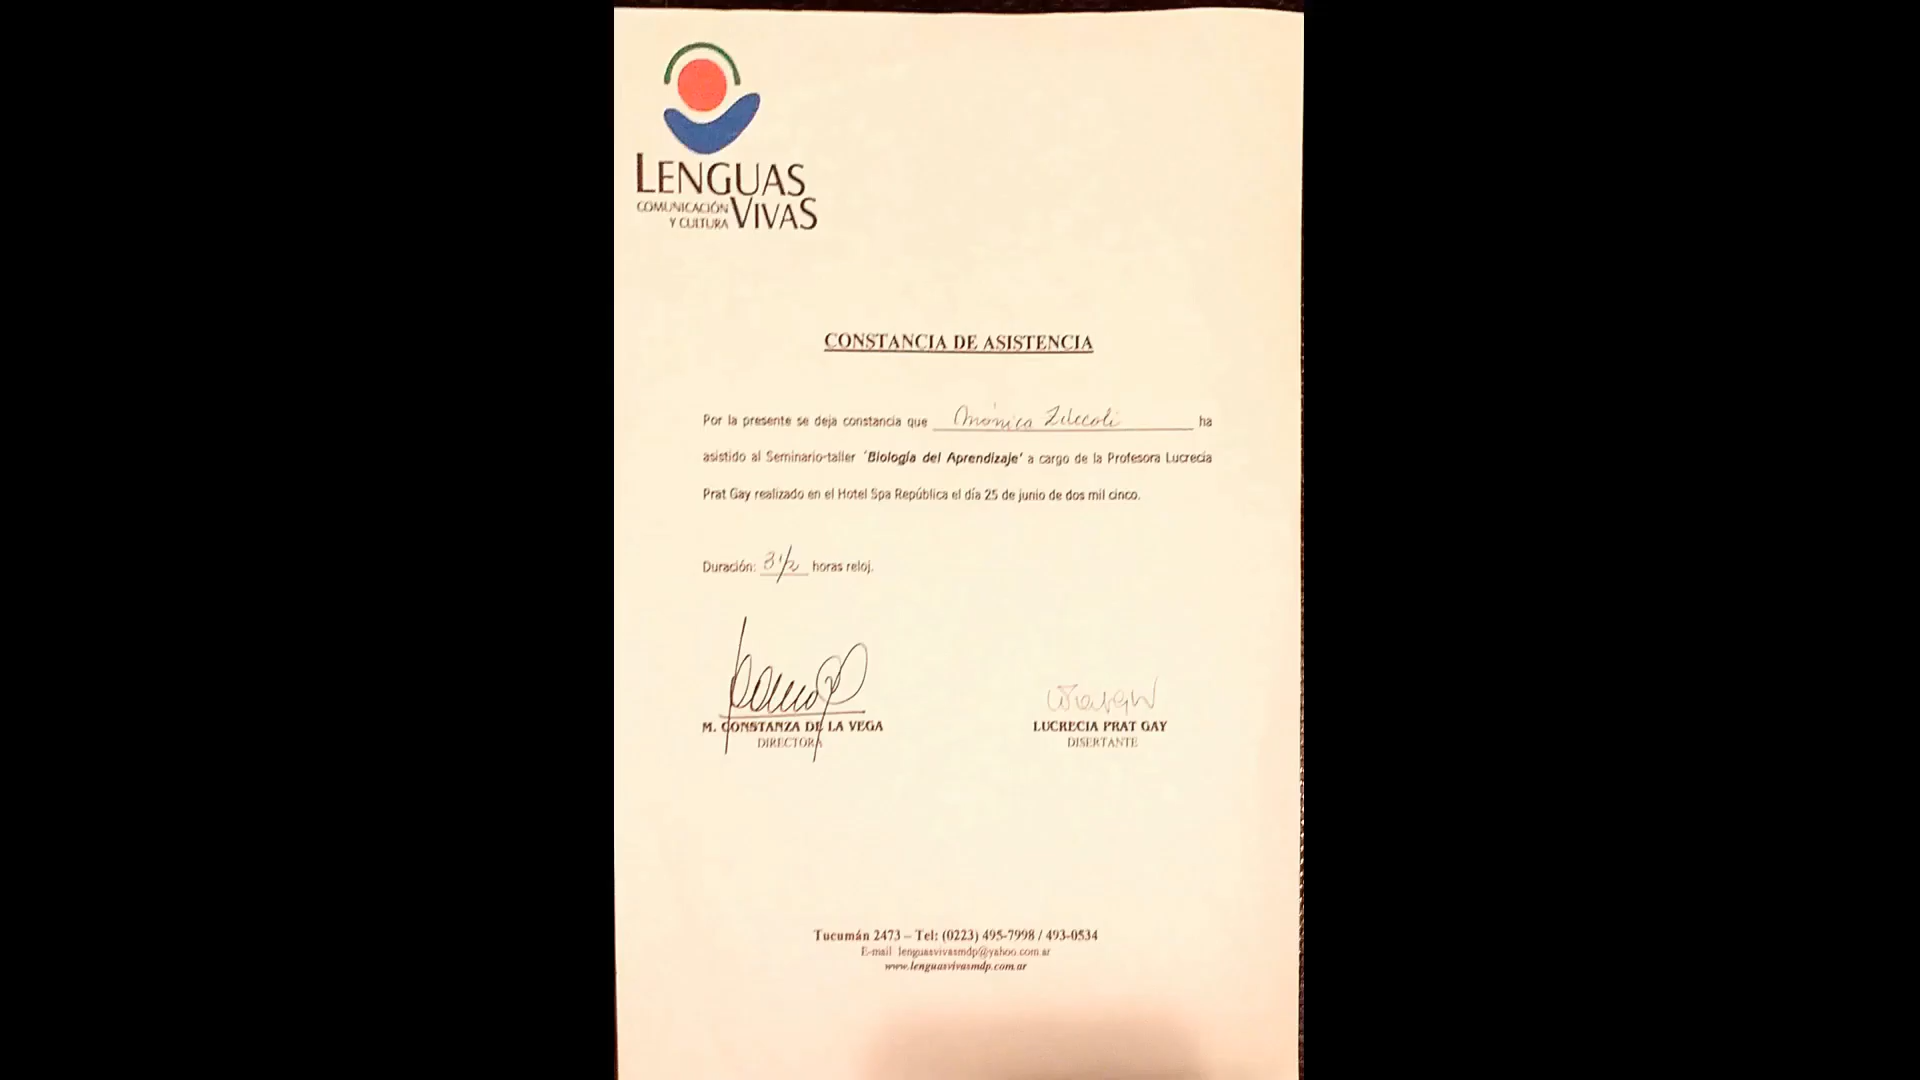 LENGUAS
COMUNICACIÓN
Y CULTURA VIVAS
CONSTANCIA DE ASISTENCIA
Por la presente se deja constancia que Mónica ha
asistido al Seminario-taller ‘Biología del Aprendizaje’ a cargo de la Profesora Lucrecia
Prat Gay realizado en el Hotel Spa República el día 25 de junio de dos mil cinco.
Duración: 3 1/2 horas reloj.
M. CONSTANZA DE LA VEGA
DIRECTORA
LUCRECIA PRAT GAY
DISERTANTE
Tucumán 2473 – Tel: (0223) 495-7998 / 493-0534
E-mail lenguasvivasmdp@yahoo.com.ar
www.lenguasvivasmdp.com.ar